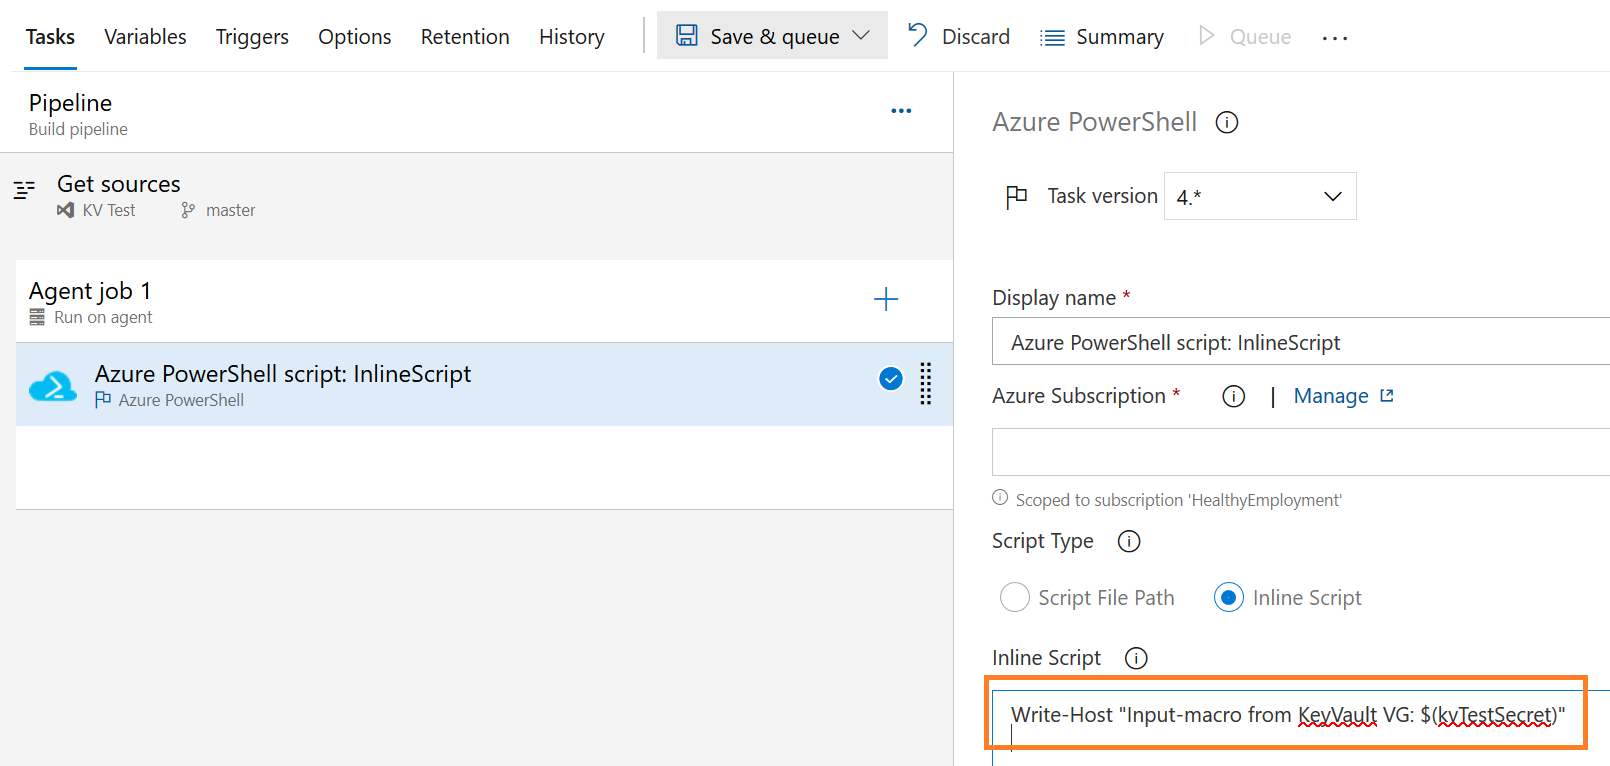 Tasks Variables Triggers Options Retention History Save & queue Discard Summary Queue ...
Pipeline
Build pipeline
...
Get sources
KV Test master
Agent job 1
Run on agent
Azure PowerShell script: InlineScript
Azure PowerShell
Azure PowerShell
Task version 4.*
Display name *
Azure PowerShell script: InlineScript
Azure Subscription * | Manage
Scoped to subscription 'HealthyEmployment'
Script Type
Script File Path Inline Script
Inline Script
Write-Host "Input-macro from KeyVault VG: $(kvTestSecret)"